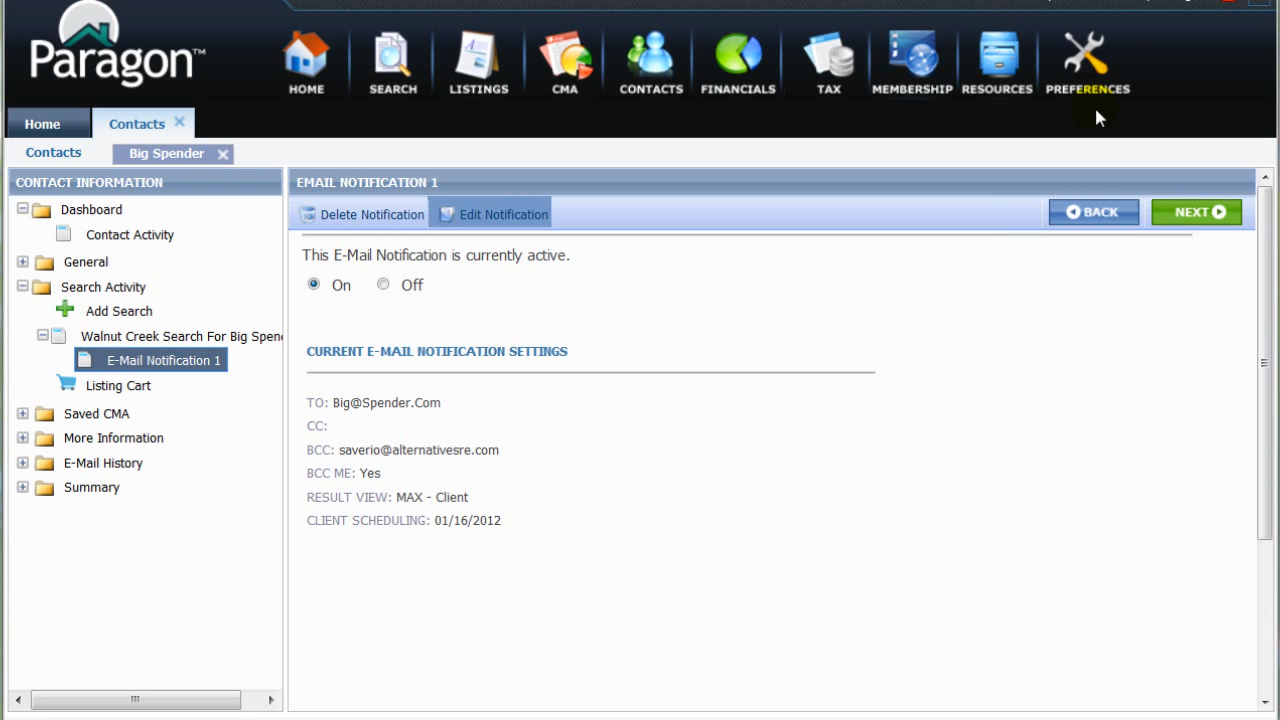 Paragon™
HOME
SEARCH
LISTINGS
CMA
CONTACTS
FINANCIALS
TAX
MEMBERSHIP
RESOURCES
PREFERENCES
Home
Contacts
Contacts
Big Spender
CONTACT INFORMATION
Dashboard
Contact Activity
General
Search Activity
Add Search
Walnut Creek Search For Big Spen
E-Mail Notification 1
Listing Cart
Saved CMA
More Information
E-Mail History
Summary
EMAIL NOTIFICATION 1
Delete Notification
Edit Notification
BACK
NEXT
This E-Mail Notification is currently active.
On Off
CURRENT E-MAIL NOTIFICATION SETTINGS
TO: Big@Spender.Com
CC:
BCC: saverio@alternativesre.com
BCC ME: Yes
RESULT VIEW: MAX - Client
CLIENT SCHEDULING: 01/16/2012